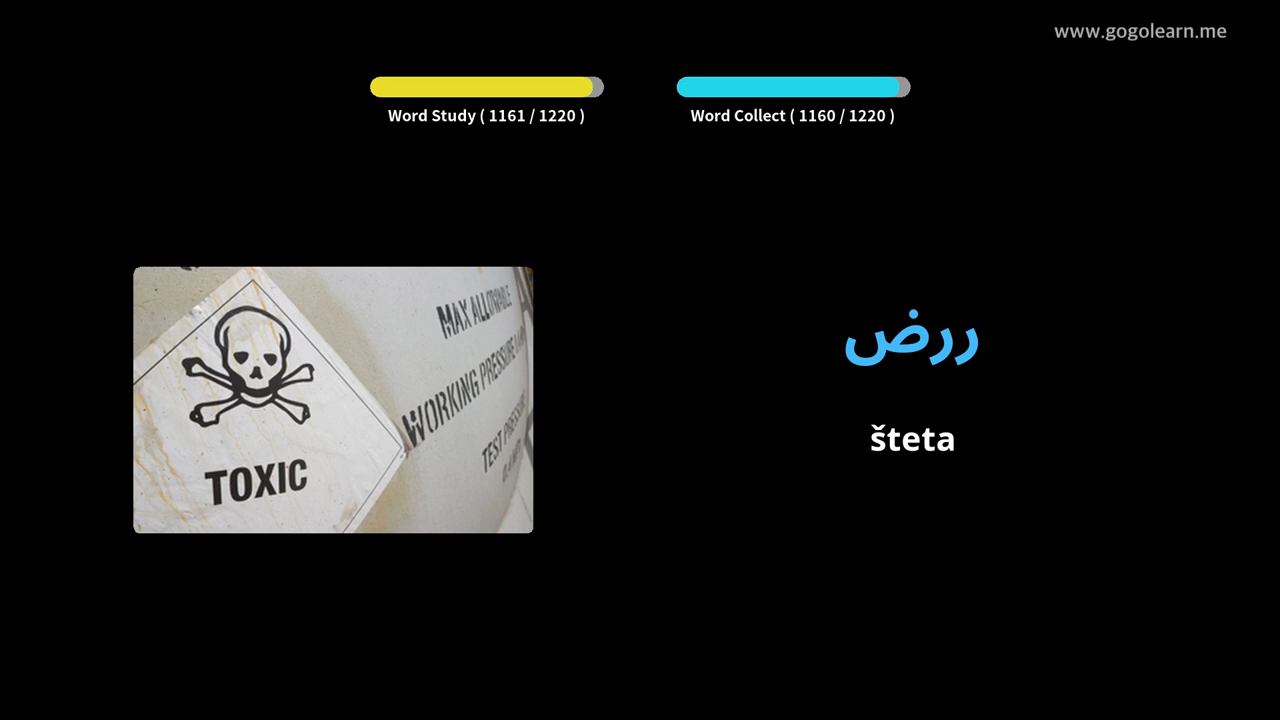 www.gogolearn.me
Word Study ( 1161 / 1220 )
Word Collect ( 1160 / 1220 )
MAX ALLOWABLE
WORKING PRESSURE
TEST
TOXIC
ررض
šteta